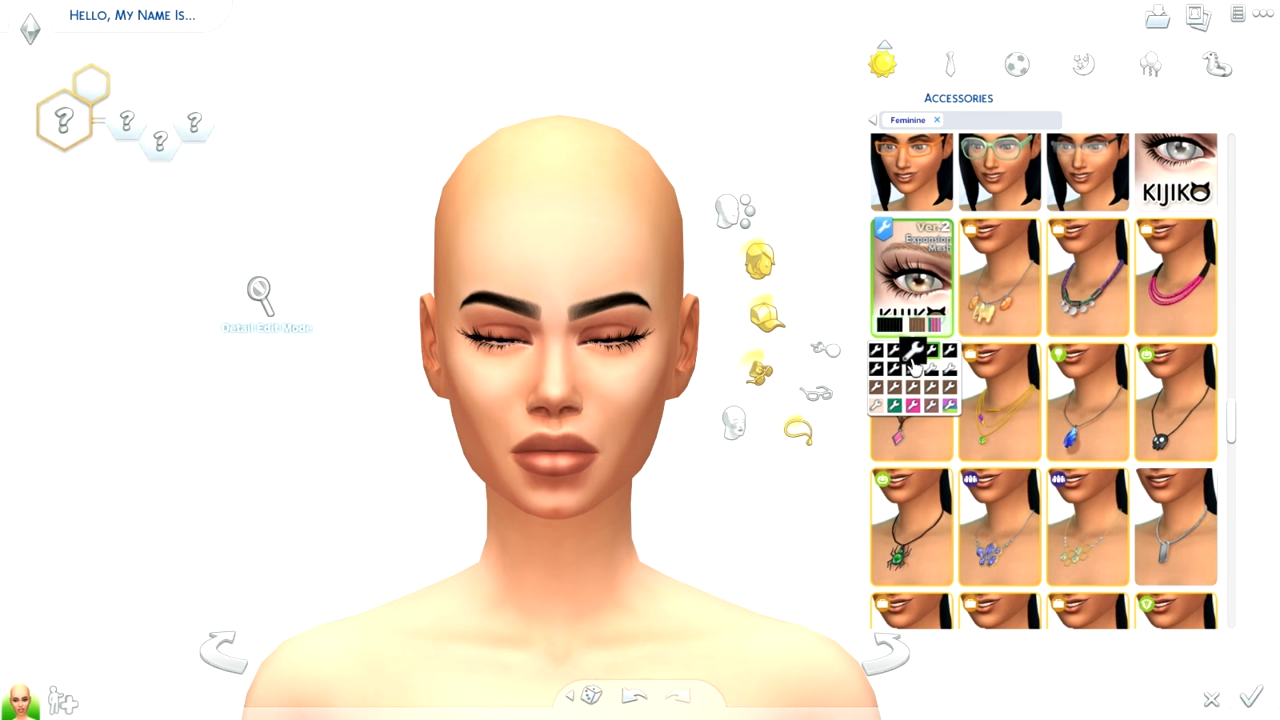 HELLO, MY NAME IS...
ACCESSORIES
Feminine
KIJIKO
Ver.2
Expansion
Mesh
Detail Edit Mode